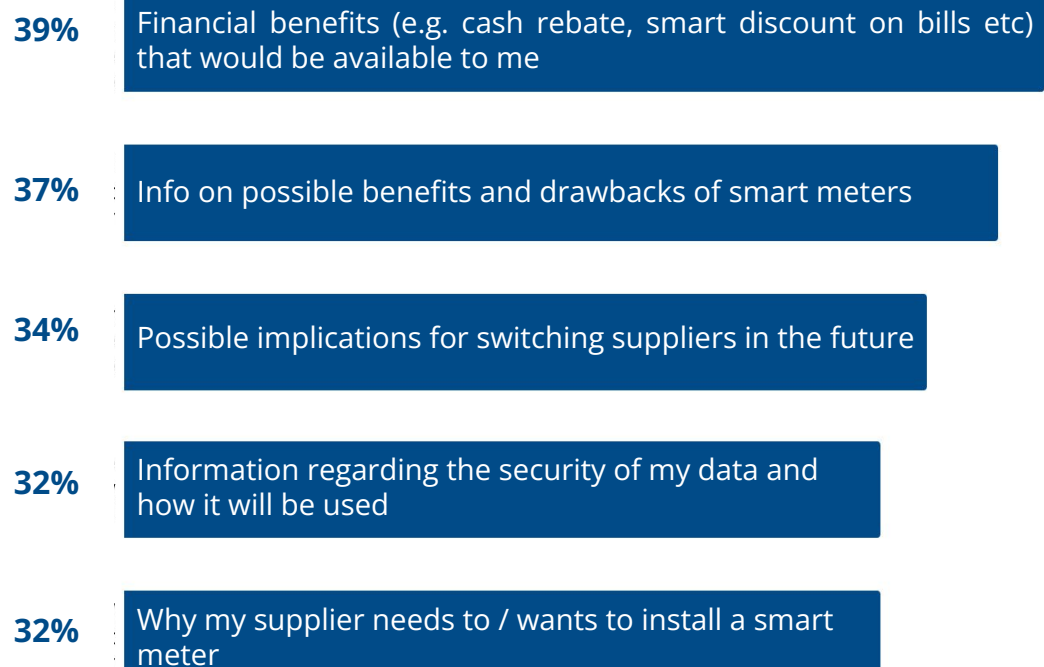 39%
Financial benefits (e.g. cash rebate, smart discount on bills etc)
that would be available to me
37%
Info on possible benefits and drawbacks of smart meters
34%
Possible implications for switching suppliers in the future
32%
Information regarding the security of my data and
how it will be used
32%
Why my supplier needs to / wants to install a smart
meter